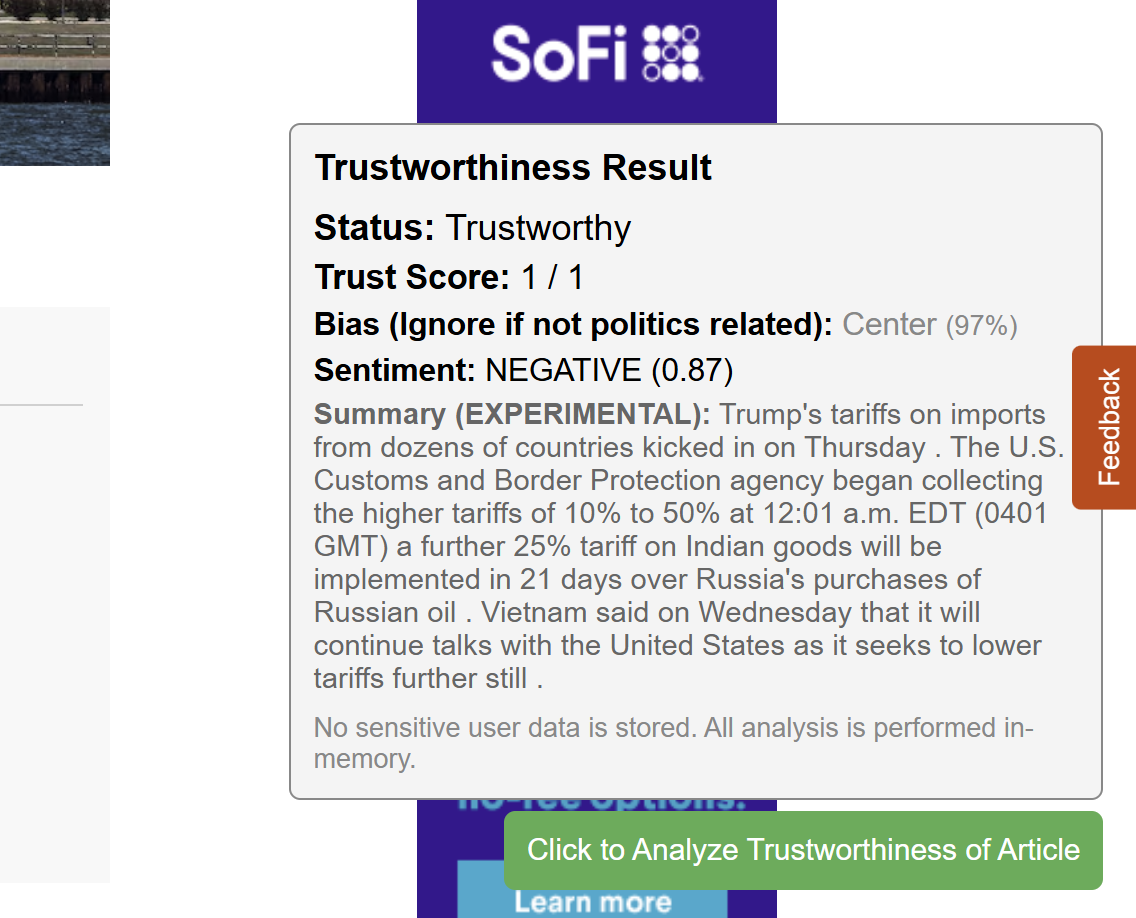 SoFi
Trustworthiness Result
Status: Trustworthy
Trust Score: 1 / 1
Bias (Ignore if not politics related): Center (97%)
Sentiment: NEGATIVE (0.87)
Summary (EXPERIMENTAL): Trump's tariffs on imports
from dozens of countries kicked in on Thursday . The U.S.
Customs and Border Protection agency began collecting
the higher tariffs of 10% to 50% at 12:01 a.m. EDT (0401
GMT) a further 25% tariff on Indian goods will be
implemented in 21 days over Russia's purchases of
Russian oil . Vietnam said on Wednesday that it will
continue talks with the United States as it seeks to lower
tariffs further still .
No sensitive user data is stored. All analysis is performed in-
memory.
Feedback
no-fee options.
Click to Analyze Trustworthiness of Article
Learn more